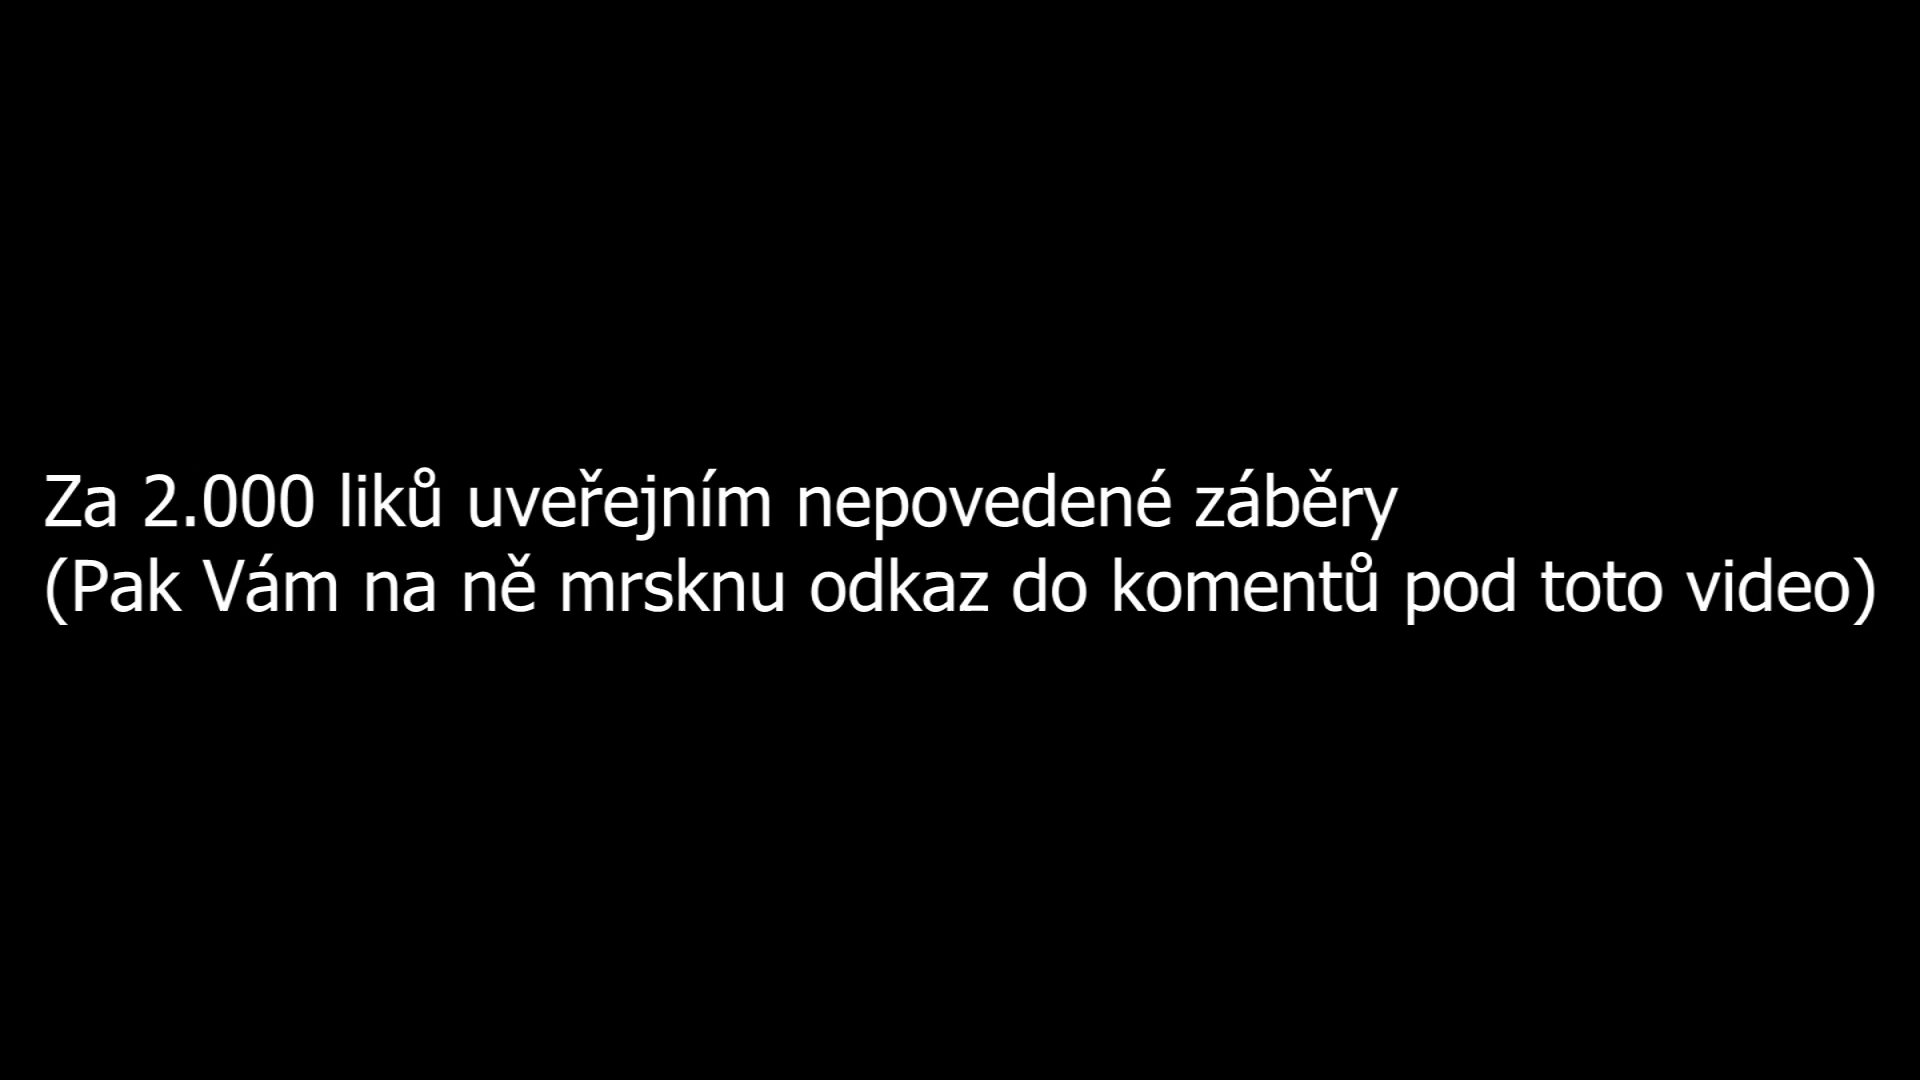 Za 2.000 liků uveřejním nepovedené záběry
(Pak Vám na ně mrsknu odkaz do komentů pod toto video)